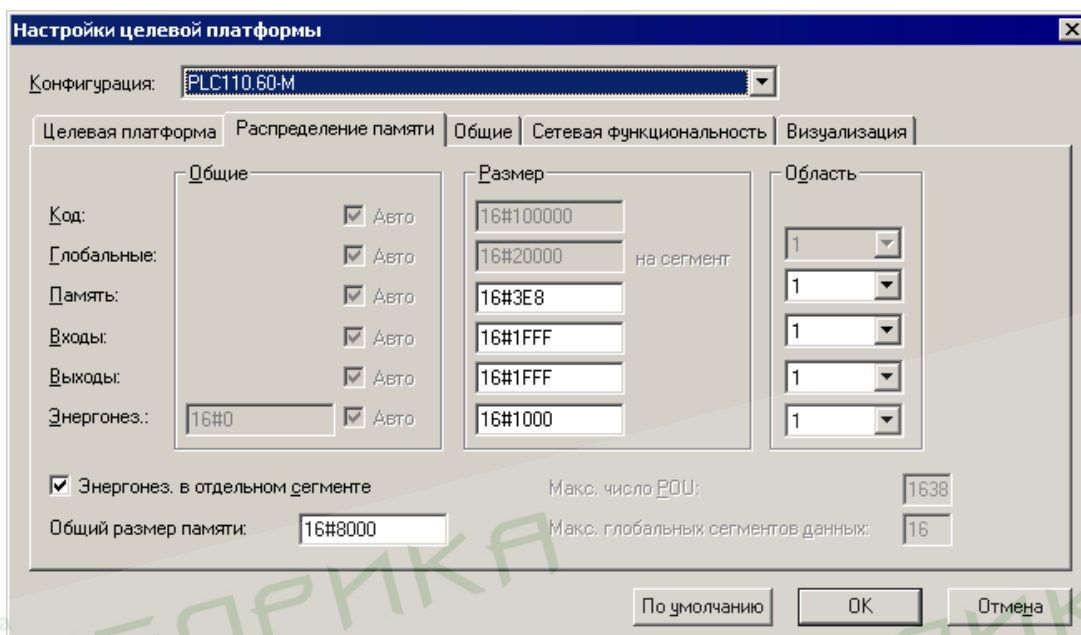 Настройки целевой платформы
Конфигурация: PLC110.60-M
Целевая платформа Распределение памяти Общие Сетевая функциональность Визуализация
Общие Размер Область
Код: Авто 16#100000
Глобальные: Авто 16#20000 на сегмент 1
Память: Авто 16#3E8 1
Входы: Авто 16#1FFF 1
Выходы: Авто 16#1FFF 1
Энергонез.: 16#0 Авто 16#1000 1
Энергонез. в отдельном сегменте Макс. число POU: 1638
Общий размер памяти: 16#8000 Макс. глобальных сегментов данных: 16
По умолчанию OK Отмена